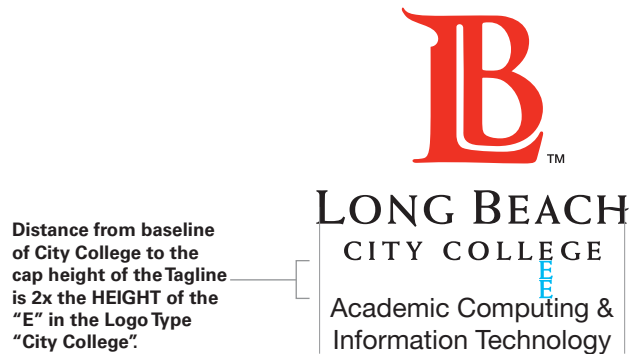 LB
TM
LONG BEACH
CITY COLLEGE
E
E
Academic Computing &
Information Technology
Distance from baseline
of City College to the
cap height of the Tagline
is 2x the HEIGHT of the
“E” in the Logo Type
“City College”.